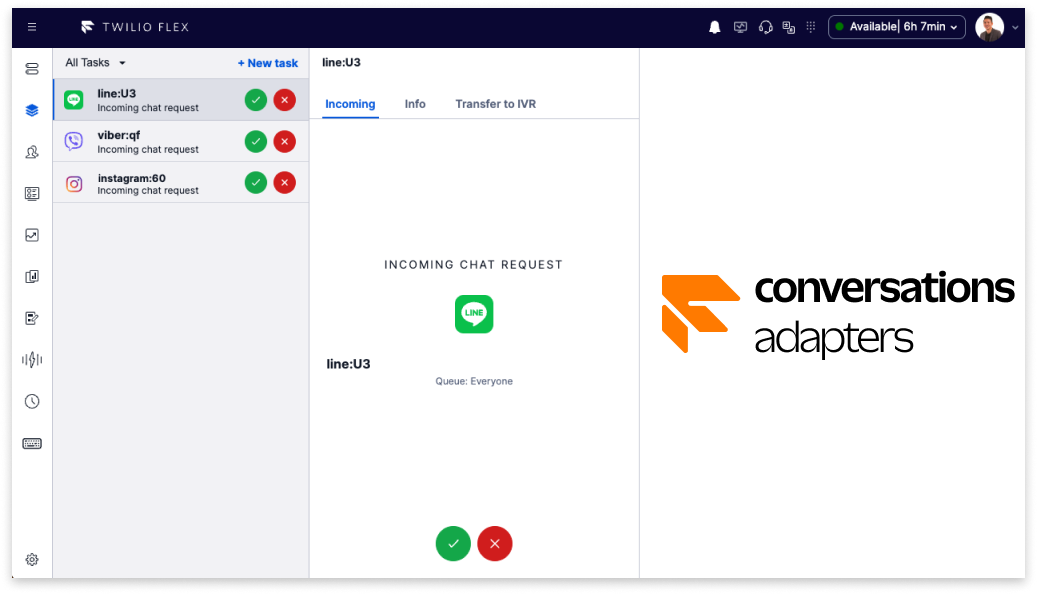 TWILIO FLEX
Available| 6h 7min
All Tasks
+ New task
line:U3
LINE
line:U3
Incoming chat request
viber:qf
Incoming chat request
instagram:60
Incoming chat request
Incoming
Info
Transfer to IVR
INCOMING CHAT REQUEST
LINE
line:U3
Queue: Everyone
conversations
adapters